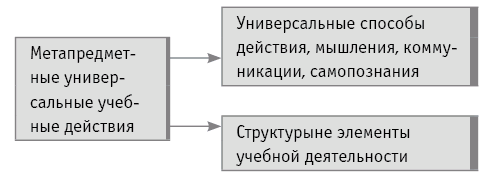 Метапредмет-
ные универ-
сальные учеб-
ные действия
Универсальные способы
действия, мышления, комму-
никации, самопознания
Структурыне элементы
учебной деятельности